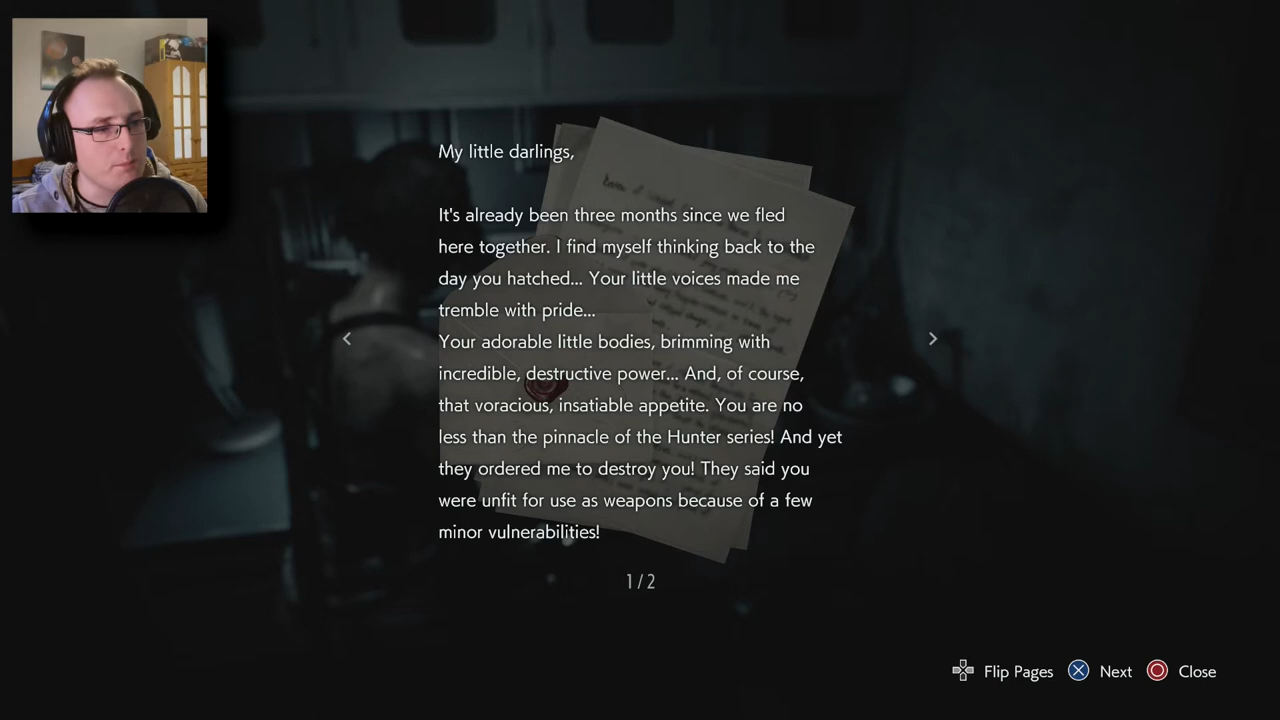 My little darlings,
It's already been three months since we fled
here together. I find myself thinking back to the
day you hatched... Your little voices made me
tremble with pride...
Your adorable little bodies, brimming with
incredible, destructive power... And, of course,
that voracious, insatiable appetite. You are no
less than the pinnacle of the Hunter series! And yet
they ordered me to destroy you! They said you
were unfit for use as weapons because of a few
minor vulnerabilities!
1 / 2
Flip Pages Next Close